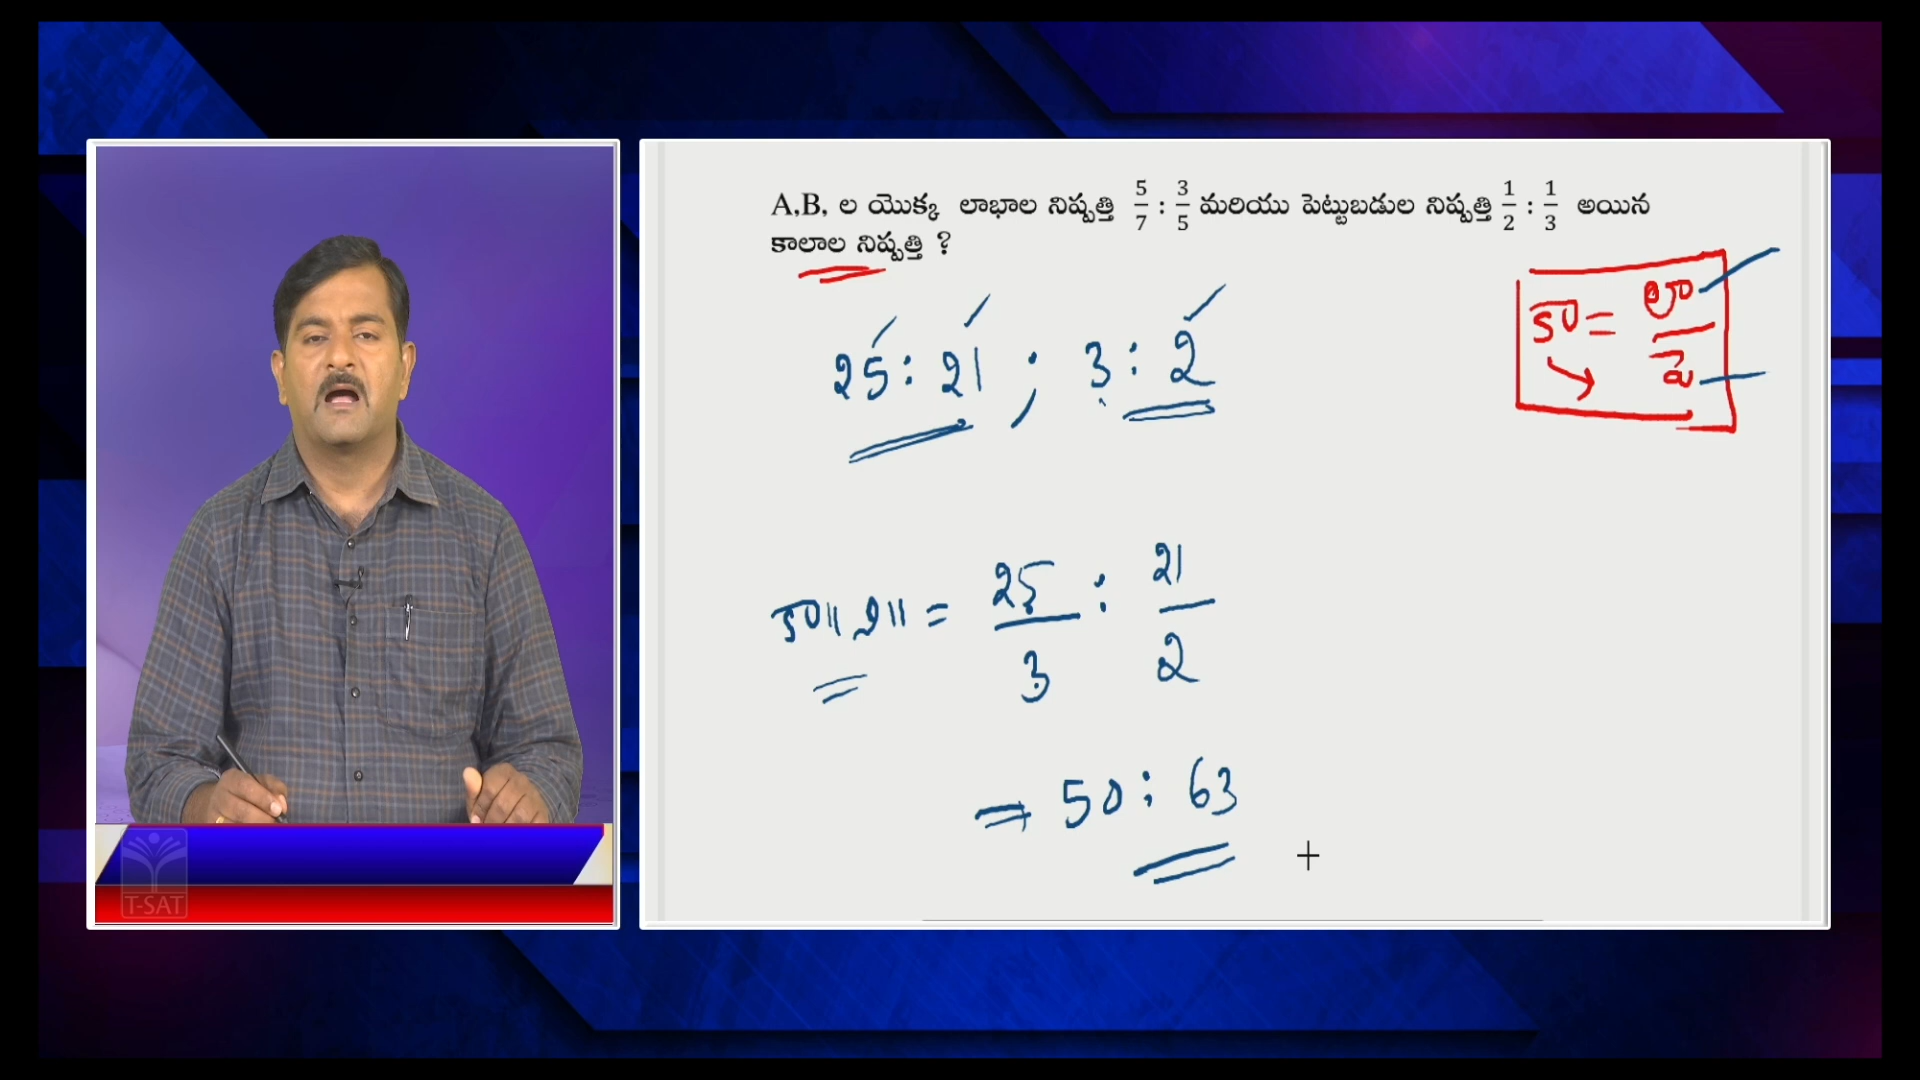 A,B, ల యొక్క లాభాల నిష్పత్తి 5/7 : 3/5 మరియు పెట్టుబడుల నిష్పత్తి 1/2 : 1/3 అయిన
కాలాల నిష్పత్తి ?
కా = లా/పె
25 : 21 ; 3 : 2
కా॥ ని॥ = 25/3 : 21/2
⇒ 50 : 63
T-SAT